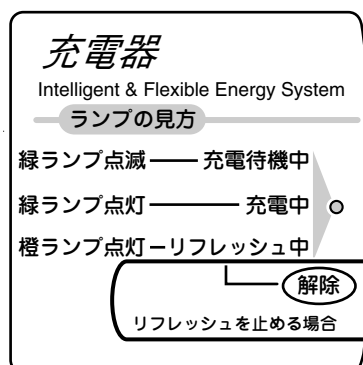 充電器
Intelligent & Flexible Energy System
ランプの見方
緑ランプ点滅 ―― 充電待機中
緑ランプ点灯 ――― 充電中
橙ランプ点灯 ― リフレッシュ中
解除
リフレッシュを止める場合